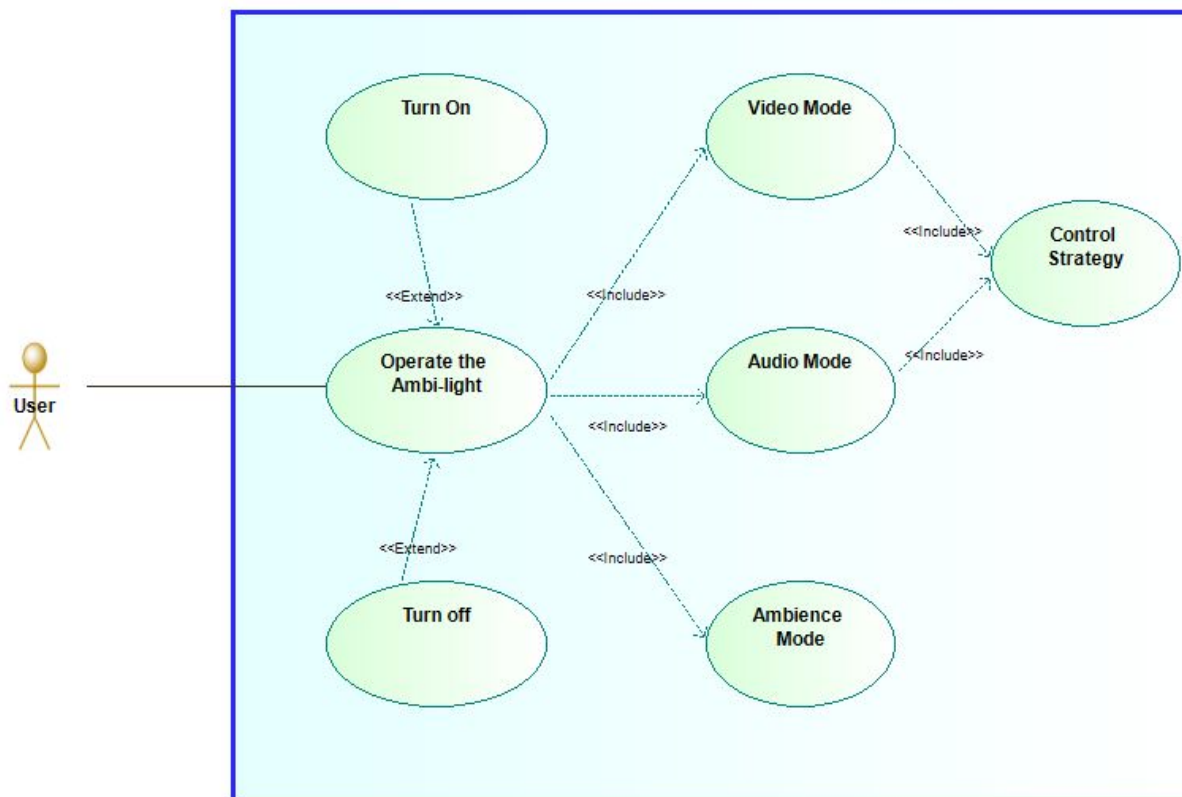 Turn On
Video Mode
<<Include>>
Control
Strategy
<<Extend>>
<<Include>>
Operate the
Ambi-light
Audio Mode
<<Include>>
User
<<Include>>
<<Extend>>
<<Include>>
Turn off
Ambience
Mode